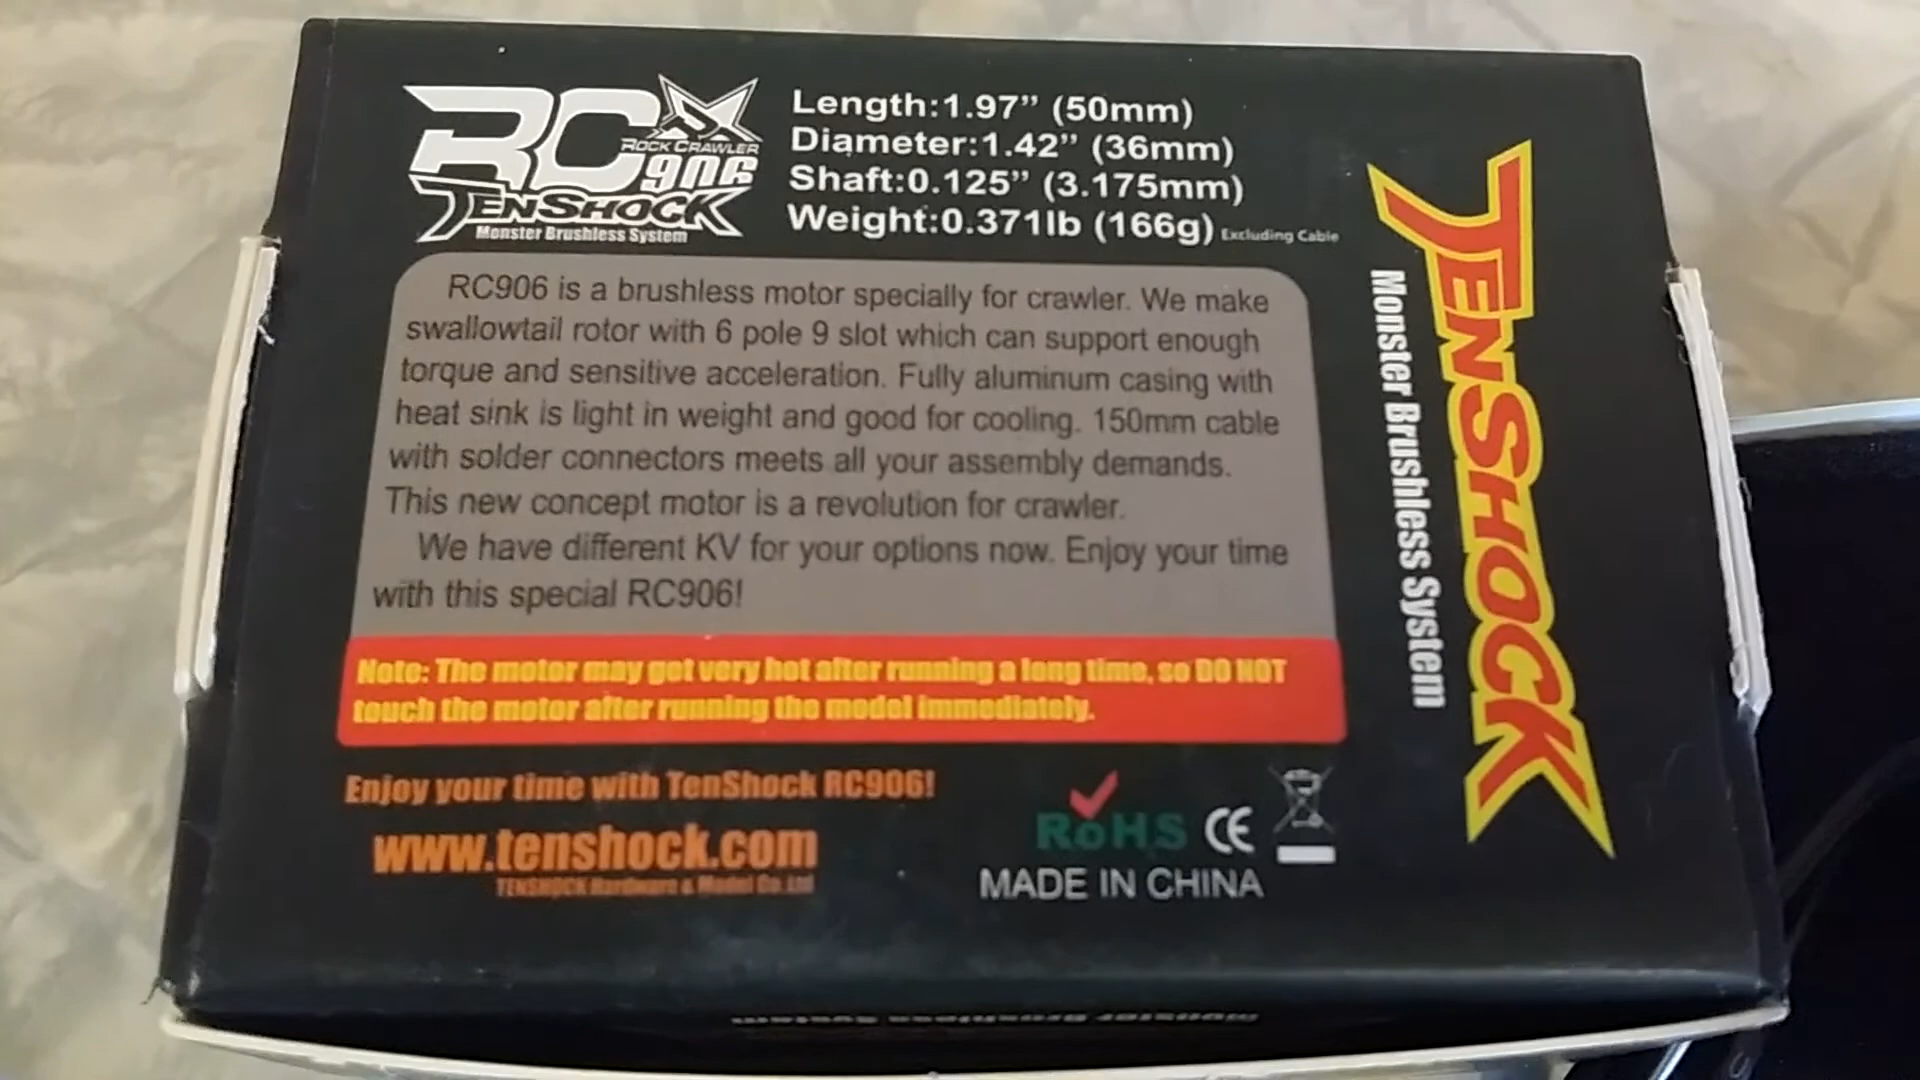 RC
ROCK CRAWLER
906
TENSHOCK
Monster Brushless System
Length:1.97” (50mm)
Diameter:1.42” (36mm)
Shaft:0.125” (3.175mm)
Weight:0.371lb (166g) Excluding Cable
RC906 is a brushless motor specially for crawler. We make
swallowtail rotor with 6 pole 9 slot which can support enough
torque and sensitive acceleration. Fully aluminum casing with
heat sink is light in weight and good for cooling. 150mm cable
with solder connectors meets all your assembly demands.
This new concept motor is a revolution for crawler.
We have different KV for your options now. Enjoy your time
with this special RC906!
Note: The motor may get very hot after running a long time, so DO NOT
touch the motor after running the model immediately.
Enjoy your time with TenShock RC906!
www.tenshock.com
TENSHOCK Hardware & Model Co.Ltd
RoHS CE
MADE IN CHINA
TENSHOCK
Monster Brushless System